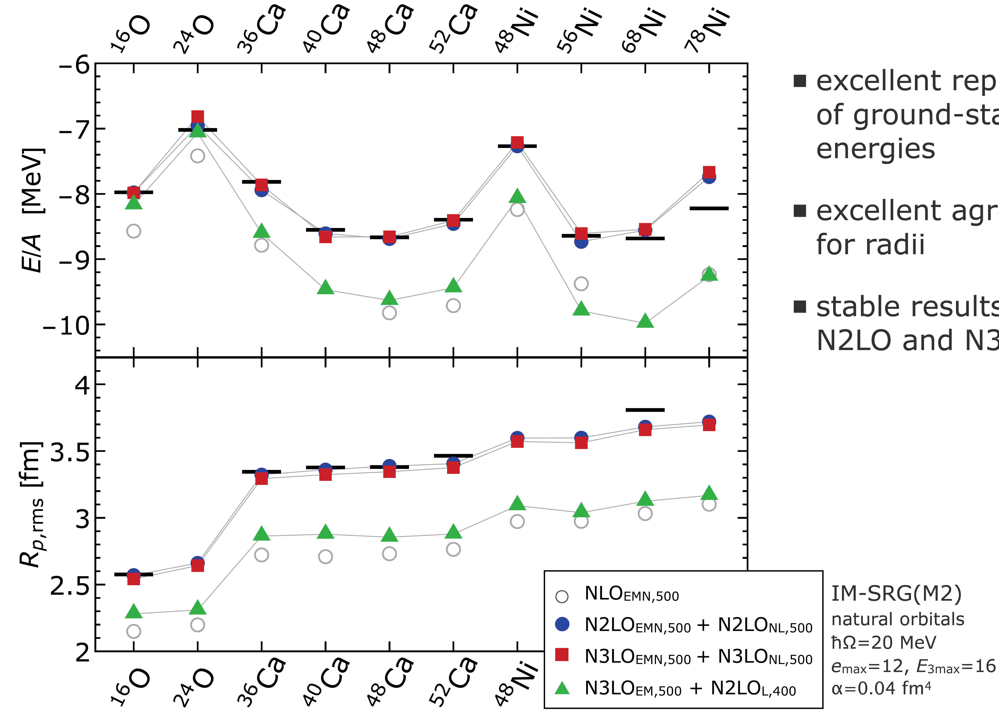 16O 24O 36Ca 40Ca 48Ca 52Ca 48Ni 56Ni 68Ni 78Ni
−6
−7
−8
−9
−10
E/A [MeV]
4
3.5
3
2.5
2
Rp,rms [fm]
16O 24O 36Ca 40Ca 48Ca 52Ca 48Ni
NLOEMN,500
N2LOEMN,500 + N2LONL,500
N3LOEMN,500 + N3LONL,500
N3LOEM,500 + N2LOL,400
■ excellent rep
of ground-sta
energies
■ excellent agr
for radii
■ stable results
N2LO and N3
IM-SRG(M2)
natural orbitals
ħΩ=20 MeV
emax=12, E3max=16
α=0.04 fm⁴